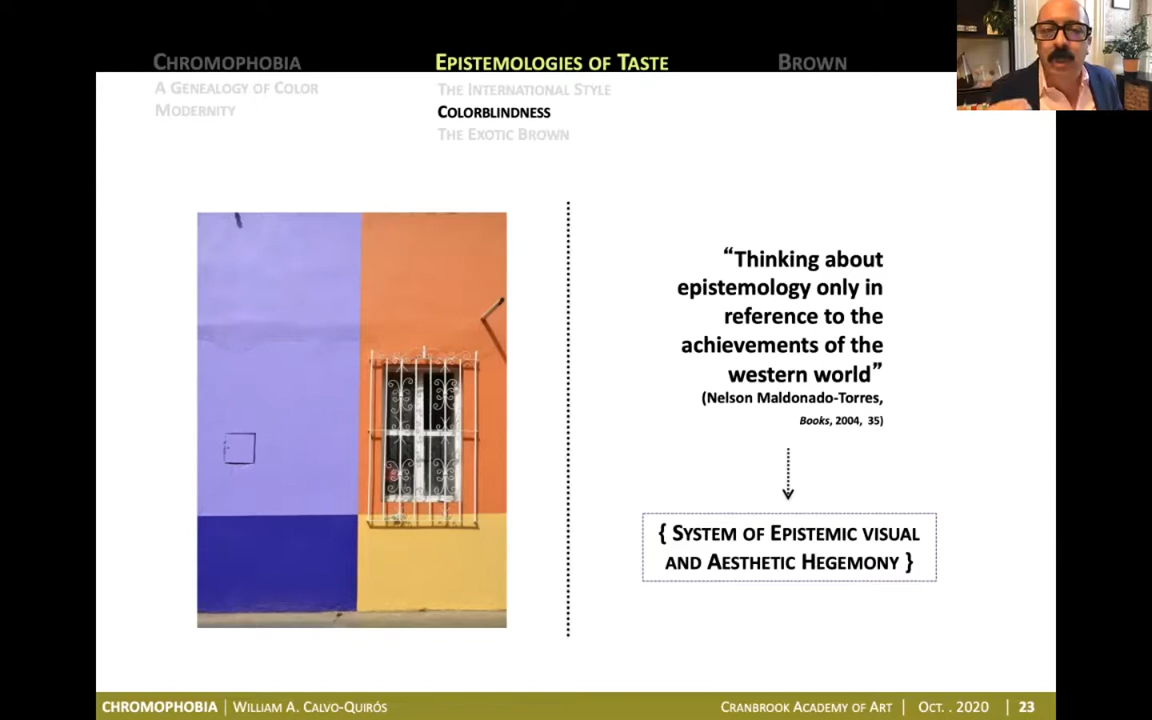 CHROMOPHOBIA
A GENEALOGY OF COLOR
MODERNITY
EPISTEMOLOGIES OF TASTE
THE INTERNATIONAL STYLE
COLORBLINDNESS
THE EXOTIC BROWN
BROWN
“Thinking about
epistemology only in
reference to the
achievements of the
western world”
(Nelson Maldonado-Torres,
Books, 2004, 35)
{ SYSTEM OF EPISTEMIC VISUAL
AND AESTHETIC HEGEMONY }
CHROMOPHOBIA | WILLIAM A. CALVO-QUIRÓS
CRANBROOK ACADEMY OF ART | OCT. . 2020 | 23